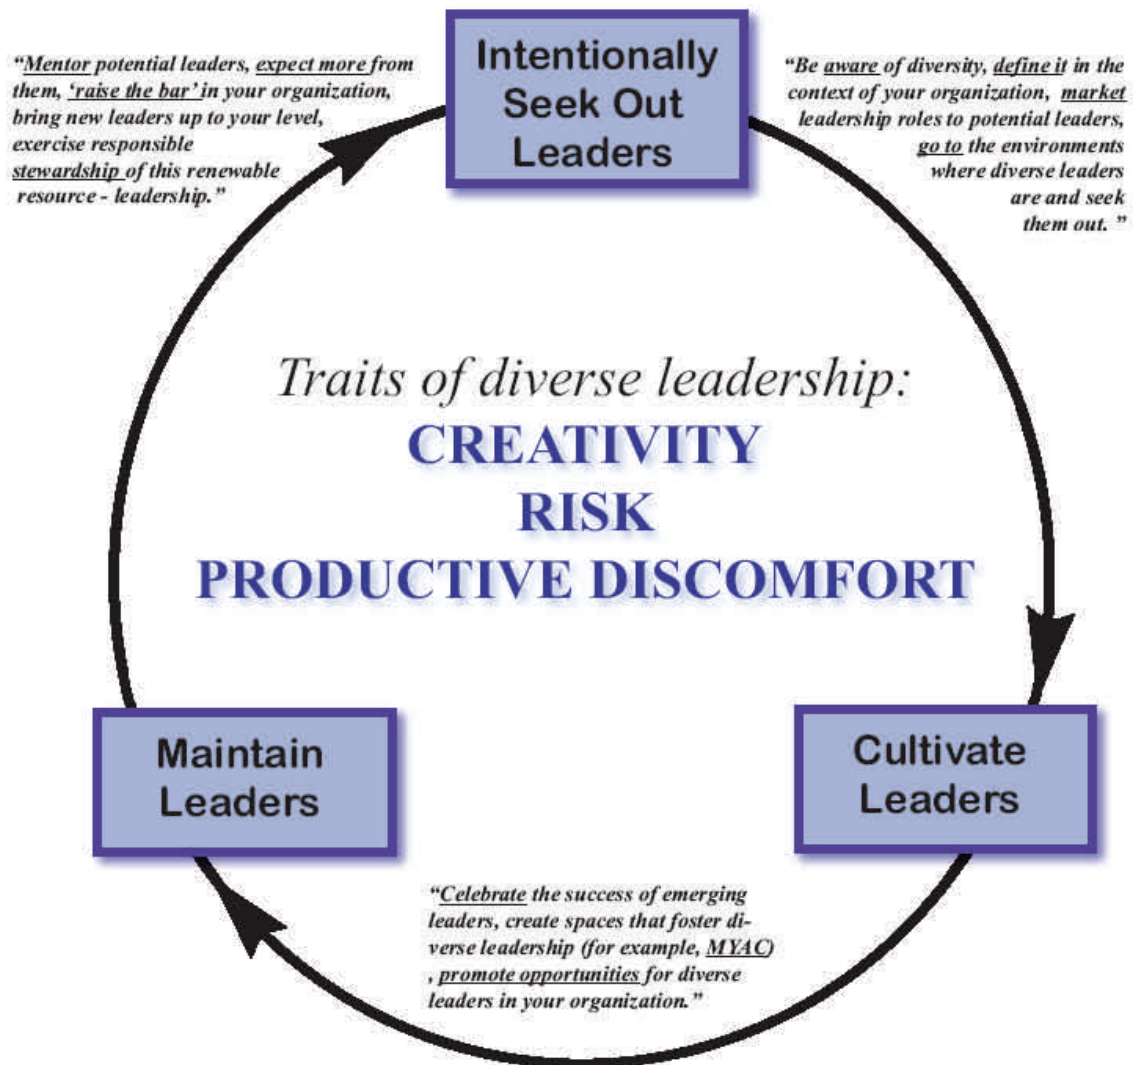 Intentionally
Seek Out
Leaders
“Mentor potential leaders, expect more from
them, ‘raise the bar’ in your organization,
bring new leaders up to your level,
exercise responsible
stewardship of this renewable
resource - leadership.”
“Be aware of diversity, define it in the
context of your organization, market
leadership roles to potential leaders,
go to the environments
where diverse leaders
are and seek
them out. ”
Traits of diverse leadership:
CREATIVITY
RISK
PRODUCTIVE DISCOMFORT
Maintain
Leaders
Cultivate
Leaders
“Celebrate the success of emerging
leaders, create spaces that foster di-
verse leadership (for example, MYAC)
, promote opportunities for diverse
leaders in your organization.”